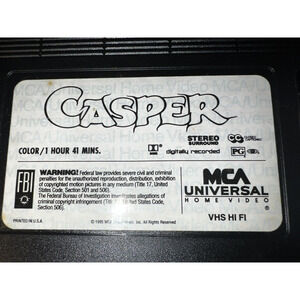 CASPER
COLOR/1 HOUR 41 MINS.
STEREO
SURROUND
digitally recorded
CC
PG
FBI
WARNING! Federal law provides severe civil and criminal
penalties for the unauthorized reproduction, distribution, exhibition
of copyrighted motion pictures in any medium (Title 17, United States
Code, Section 501 and 506).
The Federal Bureau of investigation investigates allegations of
criminal copyright infringement (Title 18, United States Code,
Section 506).
MCA
UNIVERSAL
HOME VIDEO
VHS HI FI
PRINTED IN U.S.A.
All Rights Reserved